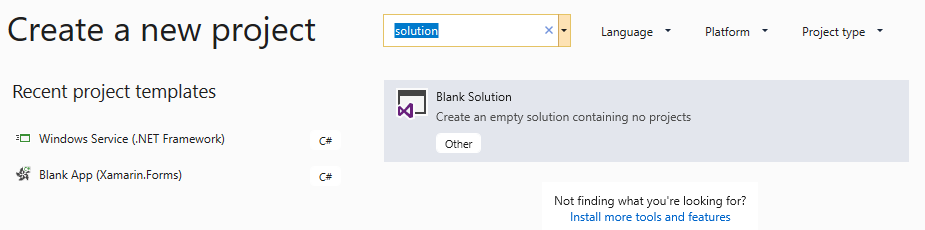 Create a new project
solution
Language
Platform
Project type
Recent project templates
Windows Service (.NET Framework)
C#
Blank App (Xamarin.Forms)
C#
Blank Solution
Create an empty solution containing no projects
Other
Not finding what you're looking for?
Install more tools and features